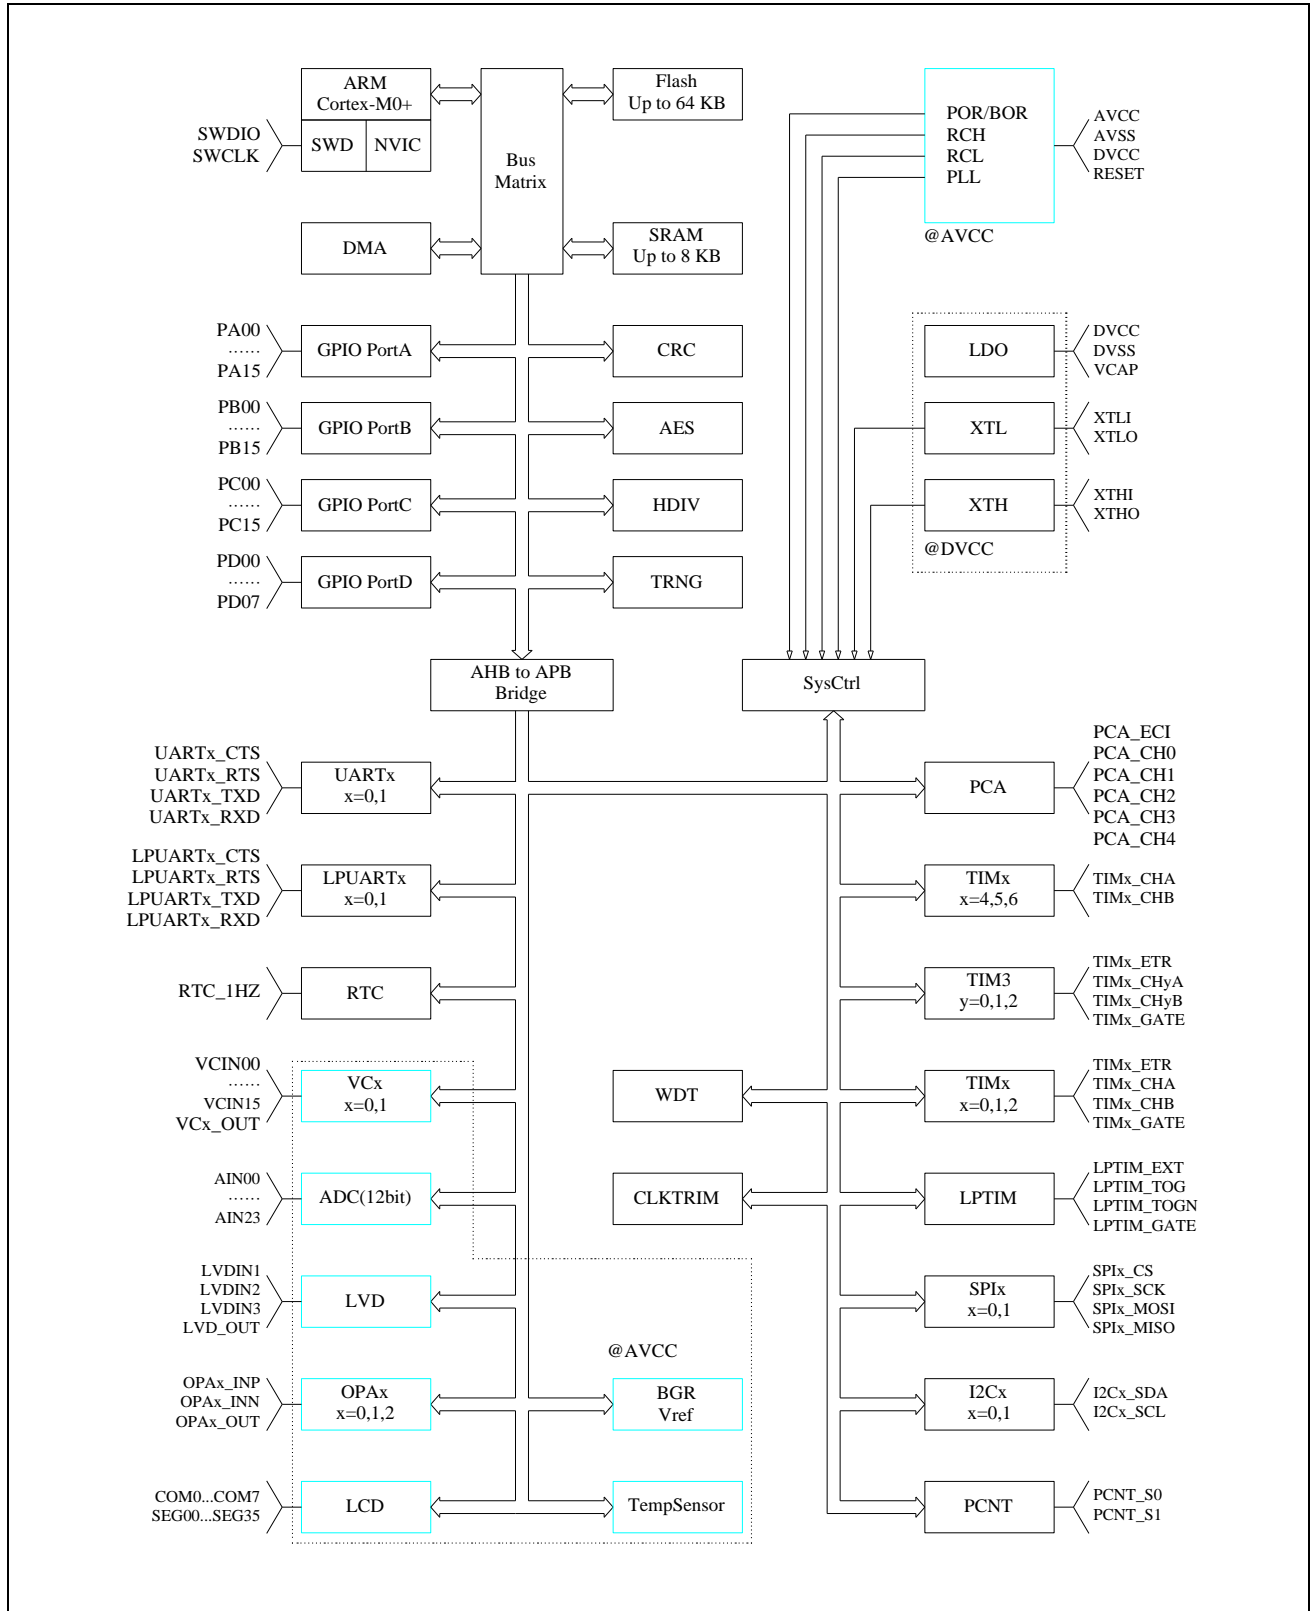 ARM
Cortex-M0+
SWD
NVIC
SWDIO
SWCLK
Bus
Matrix
Flash
Up to 64 KB
DMA
SRAM
Up to 8 KB
POR/BOR
RCH
RCL
PLL
@AVCC
AVCC
AVSS
DVCC
RESET
PA00
......
PA15
GPIO PortA
CRC
LDO
DVCC
DVSS
VCAP
PB00
......
PB15
GPIO PortB
AES
XTL
XTLI
XTLO
PC00
......
PC15
GPIO PortC
HDIV
XTH
XTHI
XTHO
@DVCC
PD00
......
PD07
GPIO PortD
TRNG
AHB to APB
Bridge
SysCtrl
UARTx_CTS
UARTx_RTS
UARTx_TXD
UARTx_RXD
UARTx
x=0,1
PCA
PCA_ECI
PCA_CH0
PCA_CH1
PCA_CH2
PCA_CH3
PCA_CH4
LPUARTx_CTS
LPUARTx_RTS
LPUARTx_TXD
LPUARTx_RXD
LPUARTx
x=0,1
TIMx
x=4,5,6
TIMx_CHA
TIMx_CHB
RTC_1HZ
RTC
TIM3
y=0,1,2
TIMx_ETR
TIMx_CHyA
TIMx_CHyB
TIMx_GATE
VCIN00
......
VCIN15
VCx_OUT
VCx
x=0,1
WDT
TIMx
x=0,1,2
TIMx_ETR
TIMx_CHA
TIMx_CHB
TIMx_GATE
AIN00
......
AIN23
ADC(12bit)
CLKTRIM
LPTIM
LPTIM_EXT
LPTIM_TOG
LPTIM_TOGN
LPTIM_GATE
LVDIN1
LVDIN2
LVDIN3
LVD_OUT
LVD
SPIx
x=0,1
SPIx_CS
SPIx_SCK
SPIx_MOSI
SPIx_MISO
@AVCC
OPAx_INP
OPAx_INN
OPAx_OUT
OPAx
x=0,1,2
BGR
Vref
I2Cx
x=0,1
I2Cx_SDA
I2Cx_SCL
COM0...COM7
SEG00...SEG35
LCD
TempSensor
PCNT
PCNT_S0
PCNT_S1